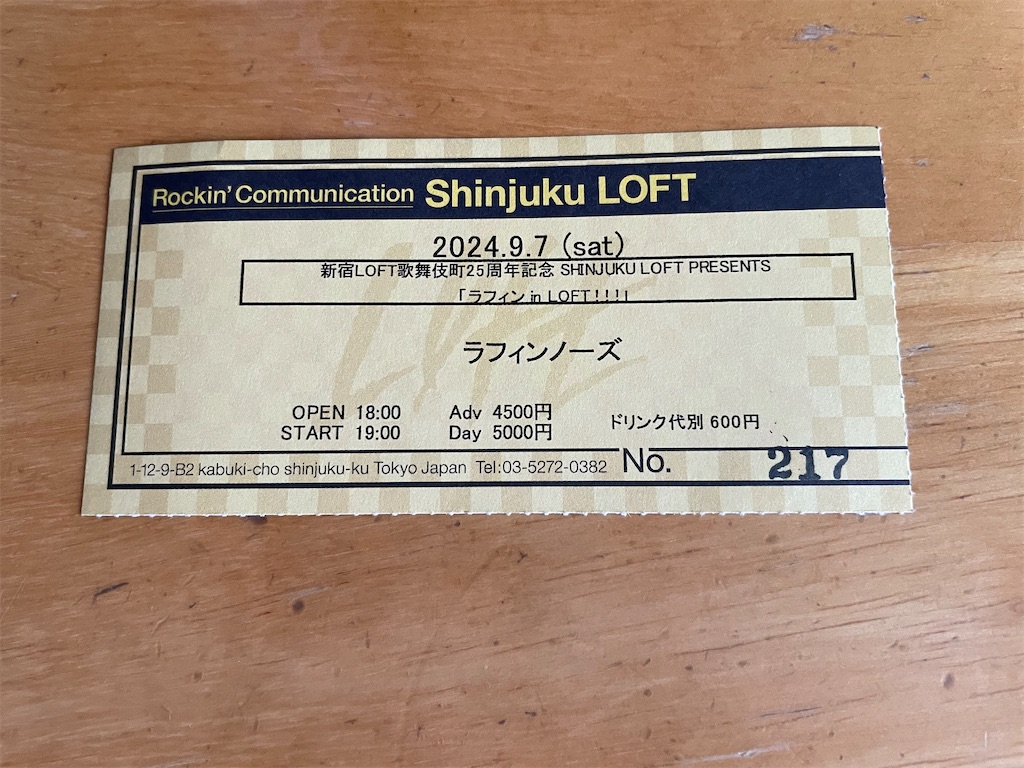 Rockin' Communication Shinjuku LOFT
2024.9.7 (sat)
新宿LOFT歌舞伎町25周年記念 SHINJUKU LOFT PRESENTS
「ラフィン in LOFT!!!」
ラフィンノーズ
OPEN 18:00 Adv 4500円
START 19:00 Day 5000円
ドリンク代別 600円
1-12-9-B2 kabuki-cho shinjuku-ku Tokyo Japan Tel:03-5272-0382 No. 217